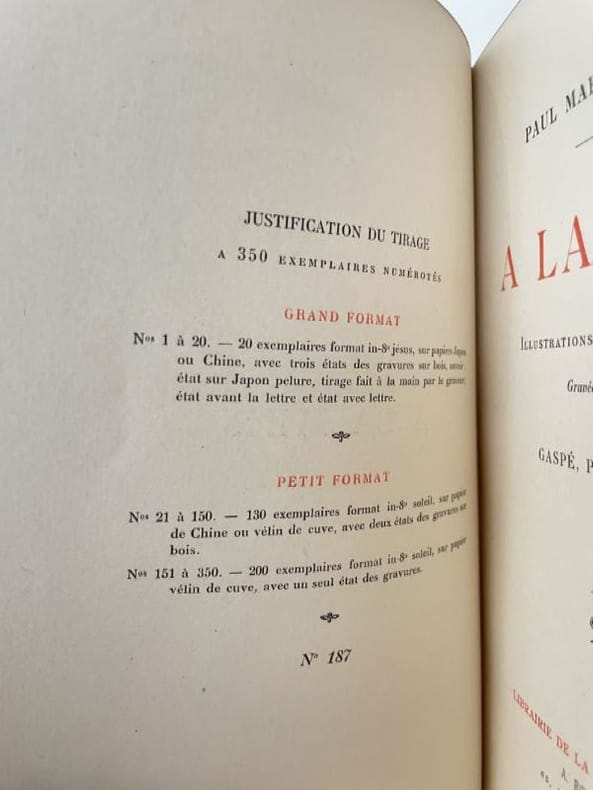 JUSTIFICATION DU TIRAGE
A 350 EXEMPLAIRES NUMÉROTÉS
GRAND FORMAT
Nos 1 à 20. — 20 exemplaires format in-8º jésus, sur papiers Japon
ou Chine, avec trois états des gravures sur bois, savoir
état sur Japon pelure, tirage fait à la main par le graveur,
état avant la lettre et état avec lettre.
PETIT FORMAT
Nos 21 à 150. — 130 exemplaires format in-8º soleil, sur papier
de Chine ou vélin de cuve, avec deux états des gravures sur
bois.
Nos 151 à 350. — 200 exemplaires format in-8º soleil, sur papier
vélin de cuve, avec un seul état des gravures.
Nº 187
PAUL
A LA
ILLUSTRATIONS
GASPÉ,
LIBRAIRIE DE LA
A.